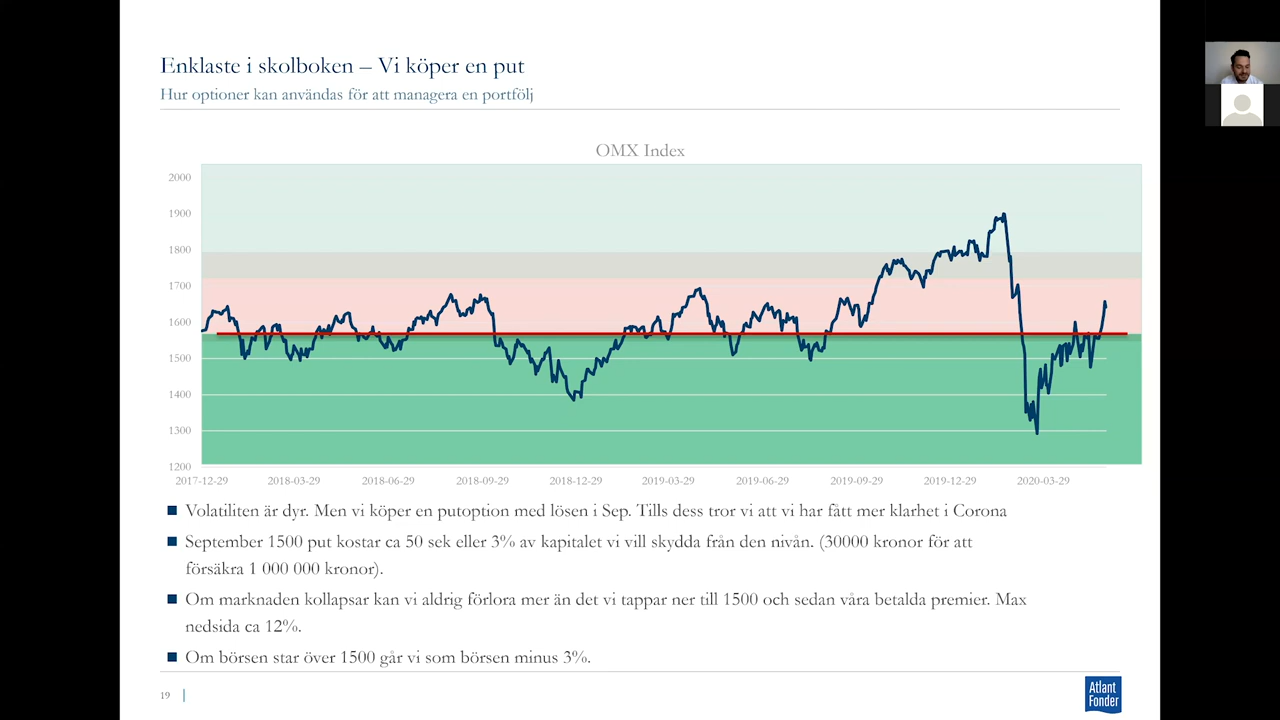 Enklaste i skolboken – Vi köper en put
Hur optioner kan användas för att managera en portfölj
OMX Index
2000
1900
1800
1700
1600
1500
1400
1300
1200
2017-12-29 2018-03-29 2018-06-29 2018-09-29 2018-12-29 2019-03-29 2019-06-29 2019-09-29 2019-12-29 2020-03-29
Volatiliten är dyr. Men vi köper en putoption med lösen i Sep. Tills dess tror vi att vi har fått mer klarhet i Corona
September 1500 put kostar ca 50 sek eller 3% av kapitalet vi vill skydda från den nivån. (30000 kronor för att
försäkra 1 000 000 kronor).
Om marknaden kollapsar kan vi aldrig förlora mer än det vi tappar ner till 1500 och sedan våra betalda premier. Max
nedsida ca 12%.
Om börsen star över 1500 går vi som börsen minus 3%.
19
Atlant
Fonder